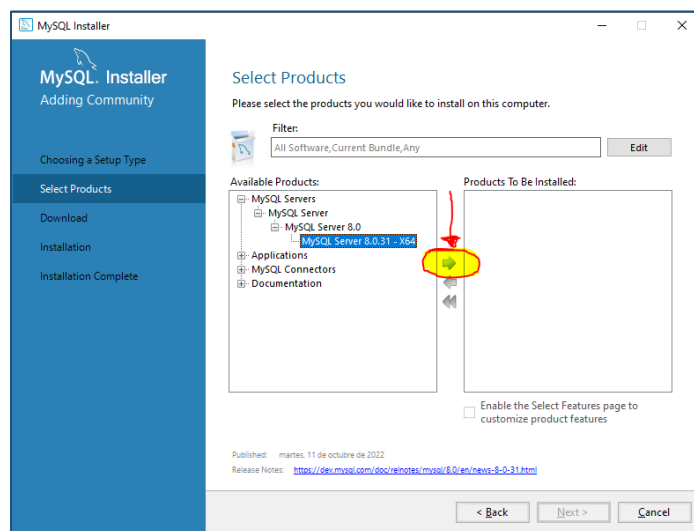 MySQL Installer
MySQL. Installer
Adding Community
Choosing a Setup Type
Select Products
Download
Installation
Installation Complete
Select Products
Please select the products you would like to install on this computer.
Filter:
All Software,Current Bundle,Any
Edit
Available Products:
MySQL Servers
MySQL Server
MySQL Server 8.0
MySQL Server 8.0.31 - X64
Applications
MySQL Connectors
Documentation
Products To Be Installed:
Enable the Select Features page to
customize product features
Published: martes, 11 de octubre de 2022
Release Notes: https://dev.mysql.com/doc/relnotes/mysql/8.0/en/news-8-0-31.html
< Back
Next >
Cancel